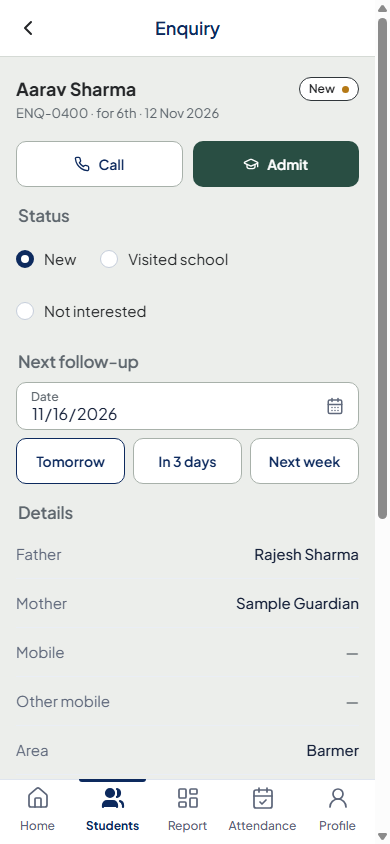 Enquiry
Aarav Sharma
New
ENQ-0400 · for 6th · 12 Nov 2026
Call
Admit
Status
New
Visited school
Not interested
Next follow-up
Date
11/16/2026
Tomorrow
In 3 days
Next week
Details
Father
Rajesh Sharma
Mother
Sample Guardian
Mobile
—
Other mobile
—
Area
Barmer
Home
Students
Report
Attendance
Profile